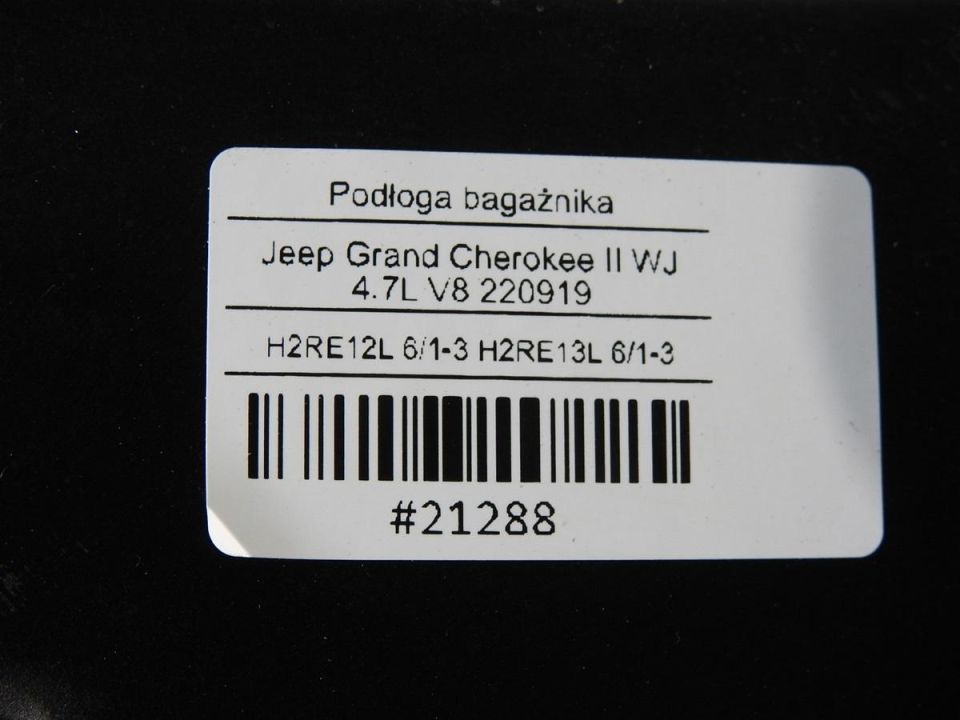 Podłoga bagażnika
Jeep Grand Cherokee II WJ
4.7L V8 220919
H2RE12L 6/1-3 H2RE13L 6/1-3
#21288